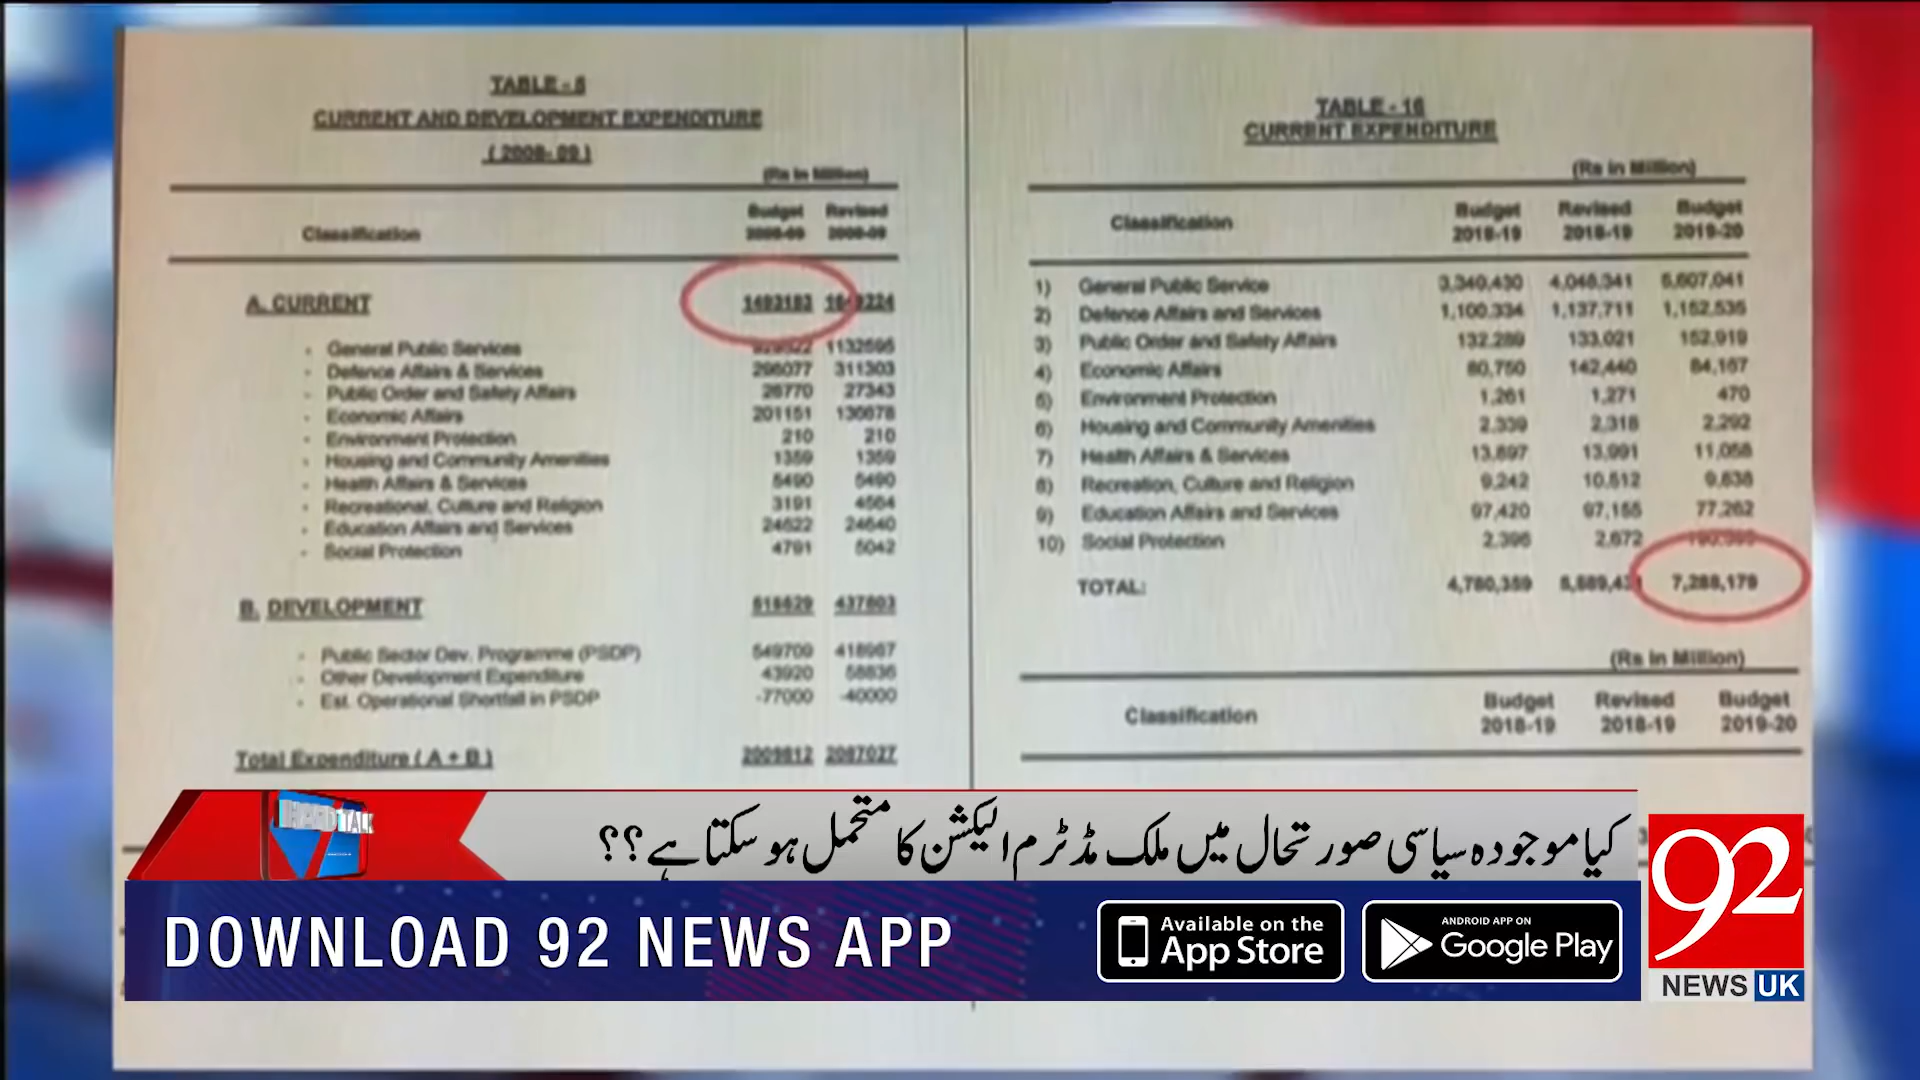 TABLE - 5
CURRENT AND DEVELOPMENT EXPENDITURE
( 2008- 09 )
(Rs in Million)
Classification Budget 2008-09 Revised 2008-09
A. CURRENT 1493183
- General Public Services 1132595
- Defence Affairs & Services 296077 311303
- Public Order and Safety Affairs 26770 27343
- Economic Affairs 201151 136678
- Environment Protection 210 210
- Housing and Community Amenities 1359 1359
- Health Affairs & Services 5490 5490
- Recreational, Culture and Religion 3191 4564
- Education Affairs and Services 24622 24640
- Social Protection 4791 5042
B. DEVELOPMENT 516629 437803
- Public Sector Dev. Programme (PSDP) 549709 418967
- Other Development Expenditure 43920 58836
- Est. Operational Shortfall in PSDP -77000 -40000
Total Expenditure ( A + B ) 2009812 2087027
TABLE - 16
CURRENT EXPENDITURE
(Rs in Million)
Classification Budget 2018-19 Revised 2018-19 Budget 2019-20
1) General Public Service 3,340,430 4,048,341 5,607,041
2) Defence Affairs and Services 1,100,334 1,137,711 1,152,535
3) Public Order and Safety Affairs 132,289 133,021 152,919
4) Economic Affairs 80,750 142,440 84,167
5) Environment Protection 1,261 1,271 470
6) Housing and Community Amenities 2,339 2,318 2,292
7) Health Affairs & Services 13,897 13,991 11,058
8) Recreation, Culture and Religion 9,242 10,512 9,838
9) Education Affairs and Services 97,420 97,155 77,262
10) Social Protection 2,396 2,672
TOTAL: 4,780,359 7,288,179
(Rs in Million)
Classification Budget 2018-19 Revised 2018-19 Budget 2019-20
HARD TALK
کیا موجودہ سیاسی صورتحال میں ملک مڈٹرم الیکشن کا متحمل ہو سکتا ہے؟؟
DOWNLOAD 92 NEWS APP
Available on the
App Store
ANDROID APP ON
Google Play
92
NEWS UK